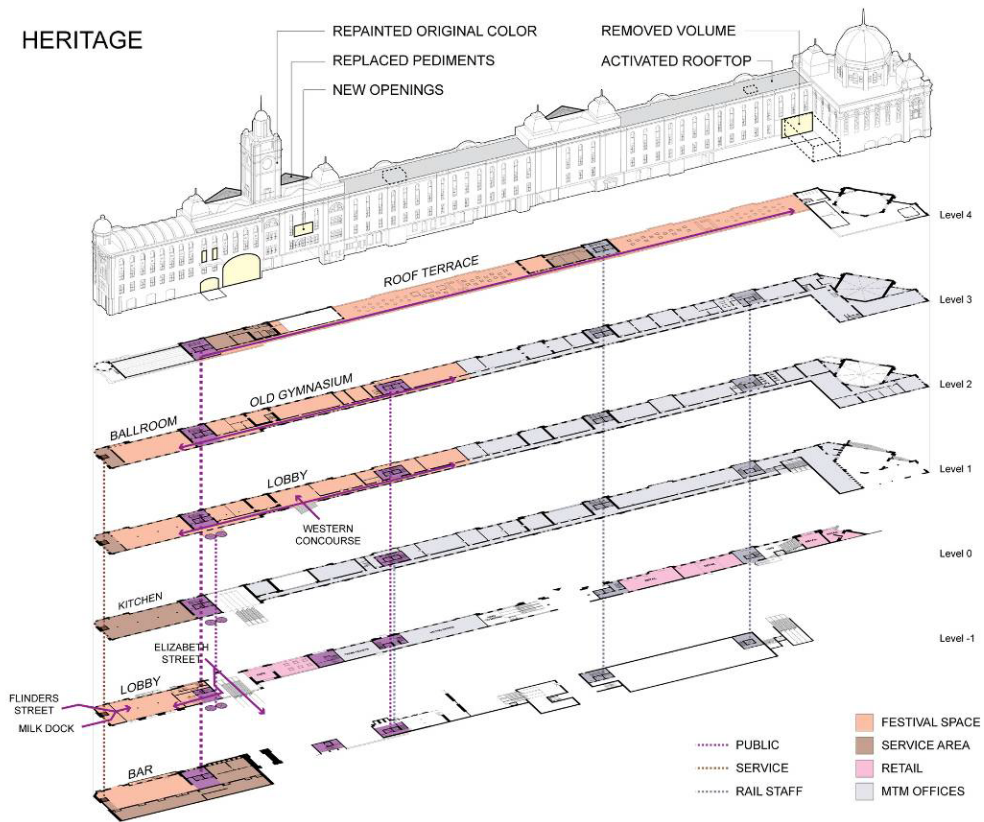 HERITAGE
REPAINTED ORIGINAL COLOR
REPLACED PEDIMENTS
NEW OPENINGS
REMOVED VOLUME
ACTIVATED ROOFTOP
Level 4
ROOF TERRACE
Level 3
OLD GYMNASIUM
BALLROOM
Level 2
LOBBY
WESTERN
CONCOURSE
Level 1
KITCHEN
Level 0
ELIZABETH
STREET
LOBBY
FLINDERS
STREET
MILK DOCK
Level -1
BAR
PUBLIC
SERVICE
RAIL STAFF
FESTIVAL SPACE
SERVICE AREA
RETAIL
MTM OFFICES